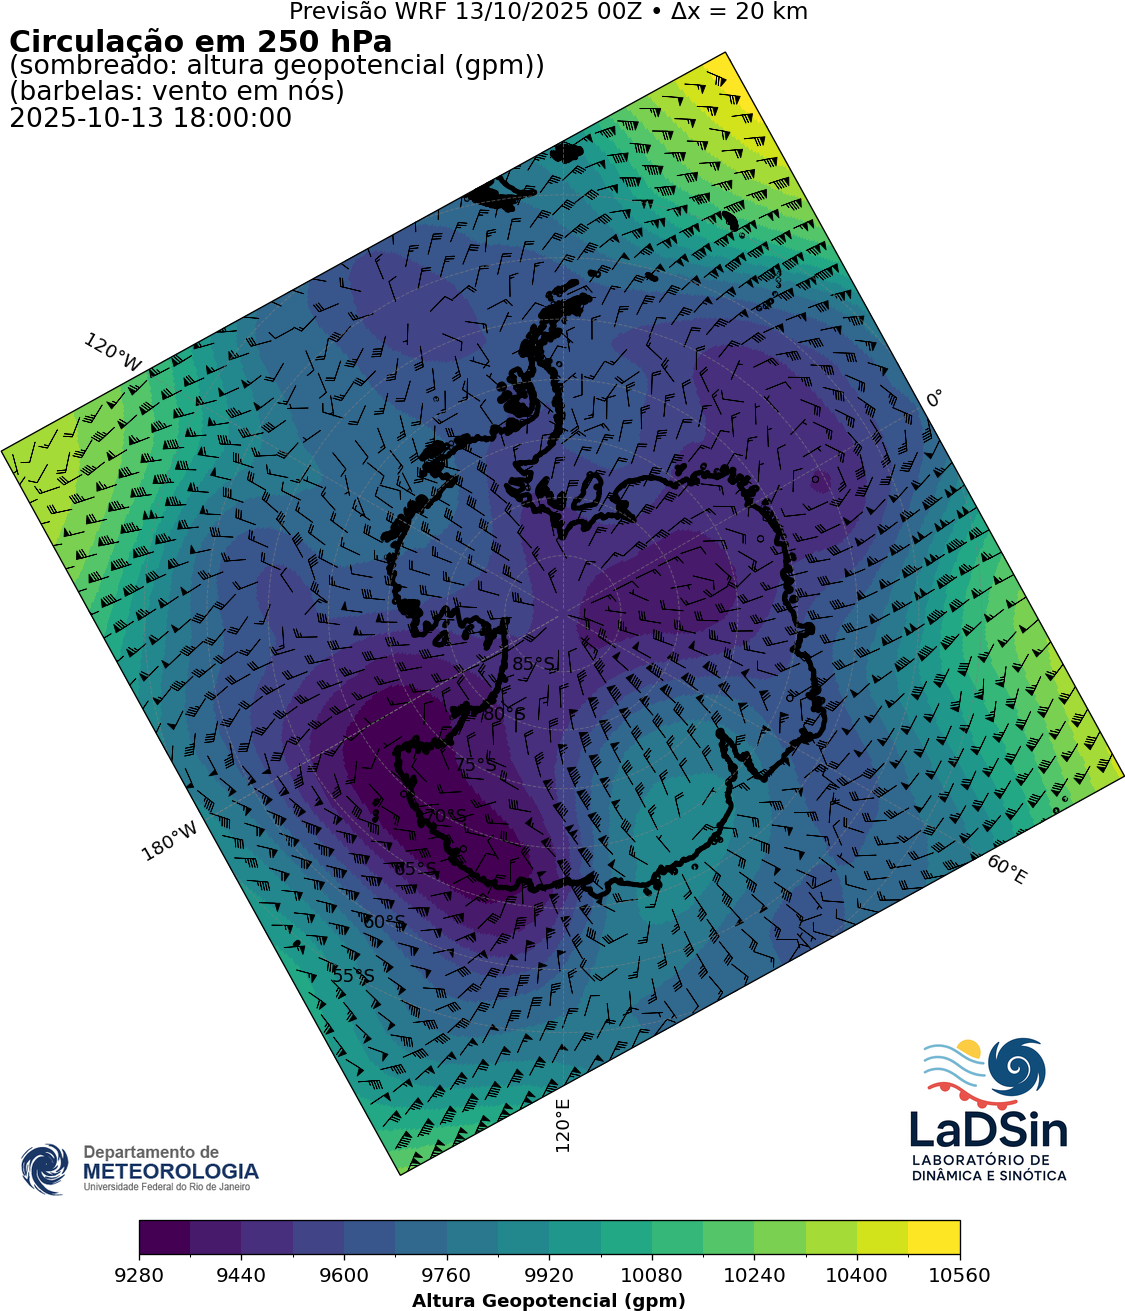 Previsão WRF 13/10/2025 00Z • Δx = 20 km
Circulação em 250 hPa
(sombreado: altura geopotencial (gpm))
(barbelas: vento em nós)
2025-10-13 18:00:00
120°W
0°
85°S
80°S
75°S
70°S
65°S
60°S
55°S
180°W
60°E
120°E
LaDSin
LABORATÓRIO DE
DINÂMICA E SINÓTICA
Departamento de
METEOROLOGIA
Universidade Federal do Rio de Janeiro
9280 9440 9600 9760 9920 10080 10240 10400 10560
Altura Geopotencial (gpm)